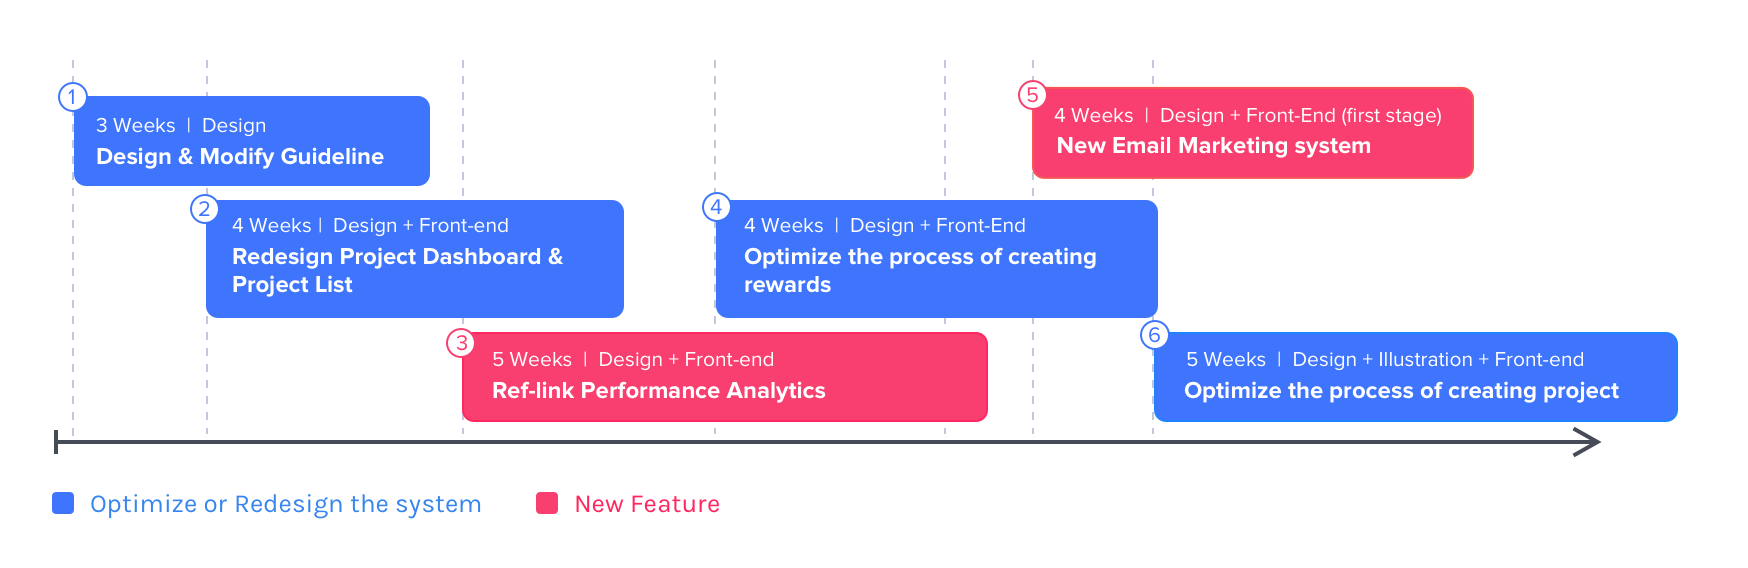 1
3 Weeks | Design
Design & Modify Guideline
2
4 Weeks | Design + Front-end
Redesign Project Dashboard &
Project List
3
5 Weeks | Design + Front-end
Ref-link Performance Analytics
4
4 Weeks | Design + Front-End
Optimize the process of creating
rewards
5
4 Weeks | Design + Front-End (first stage)
New Email Marketing system
6
5 Weeks | Design + Illustration + Front-end
Optimize the process of creating project
Optimize or Redesign the system
New Feature